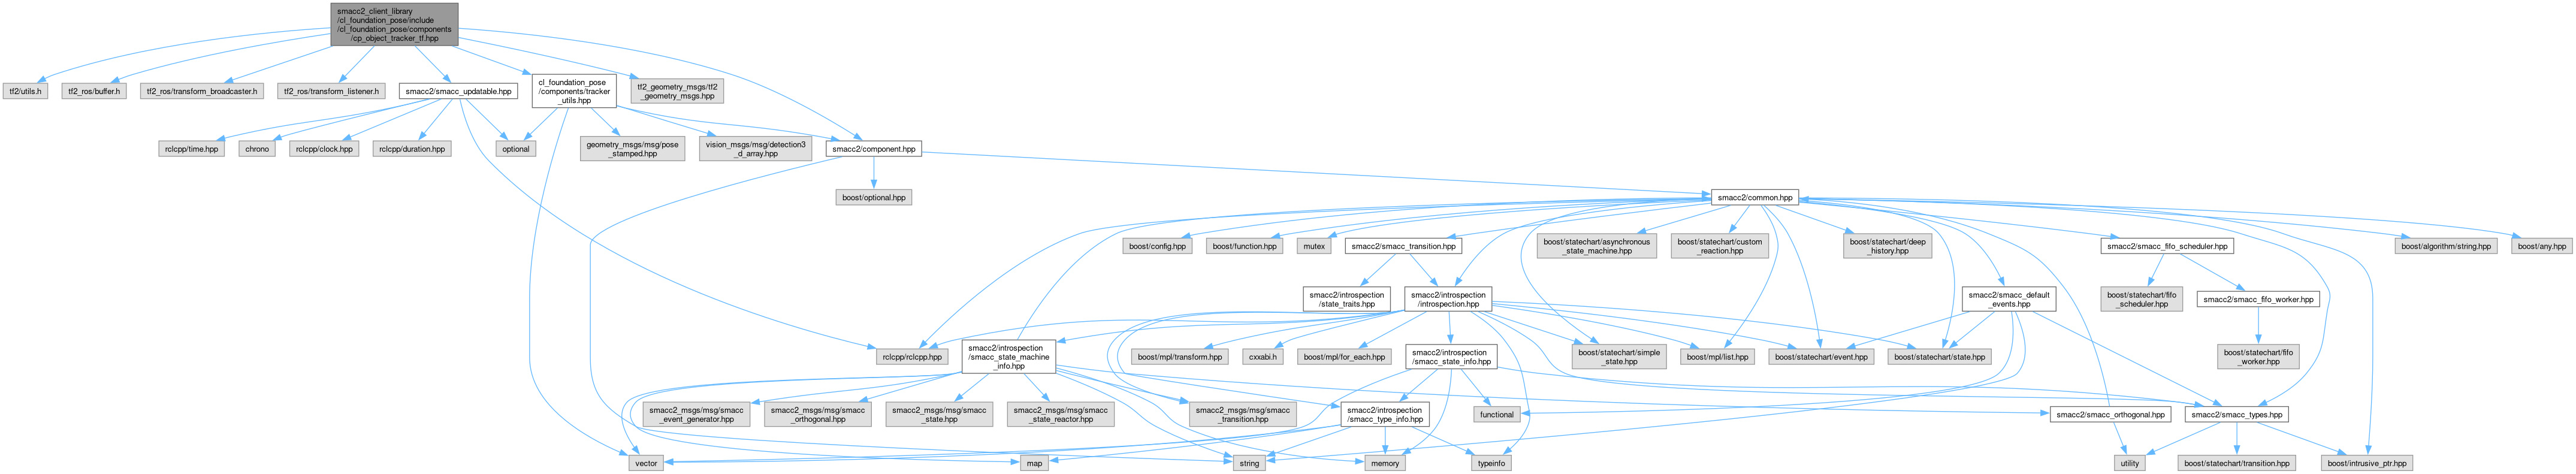 smacc2_client_library
/cl_foundation_pose/include
/cl_foundation_pose/components
/cp_object_tracker_tf.hpp
tf2/utils.h
tf2_ros/buffer.h
tf2_ros/transform_broadcaster.h
tf2_ros/transform_listener.h
smacc2/smacc_updatable.hpp
cl_foundation_pose
/components/tracker
_utils.hpp
tf2_geometry_msgs/tf2
_geometry_msgs.hpp
rclcpp/time.hpp
chrono
rclcpp/clock.hpp
rclcpp/duration.hpp
optional
geometry_msgs/msg/pose
_stamped.hpp
vision_msgs/msg/detection3
_d_array.hpp
smacc2/component.hpp
boost/optional.hpp
smacc2/common.hpp
boost/config.hpp
boost/function.hpp
mutex
smacc2/smacc_transition.hpp
boost/statechart/asynchronous
_state_machine.hpp
boost/statechart/custom
_reaction.hpp
boost/statechart/deep
_history.hpp
smacc2/smacc_fifo_scheduler.hpp
boost/algorithm/string.hpp
boost/any.hpp
smacc2/introspection
/state_traits.hpp
smacc2/introspection
/introspection.hpp
smacc2/smacc_default
_events.hpp
boost/statechart/fifo
_scheduler.hpp
smacc2/smacc_fifo_worker.hpp
rclcpp/rclcpp.hpp
smacc2/introspection
/smacc_state_machine
_info.hpp
boost/mpl/transform.hpp
cxxabi.h
boost/mpl/for_each.hpp
smacc2/introspection
/smacc_state_info.hpp
boost/statechart/simple
_state.hpp
boost/mpl/list.hpp
boost/statechart/event.hpp
boost/statechart/state.hpp
boost/statechart/fifo
_worker.hpp
smacc2_msgs/msg/smacc
_event_generator.hpp
smacc2_msgs/msg/smacc
_orthogonal.hpp
smacc2_msgs/msg/smacc
_state.hpp
smacc2_msgs/msg/smacc
_state_reactor.hpp
smacc2_msgs/msg/smacc
_transition.hpp
smacc2/introspection
/smacc_type_info.hpp
functional
smacc2/smacc_orthogonal.hpp
smacc2/smacc_types.hpp
vector
map
string
memory
typeinfo
utility
boost/statechart/transition.hpp
boost/intrusive_ptr.hpp